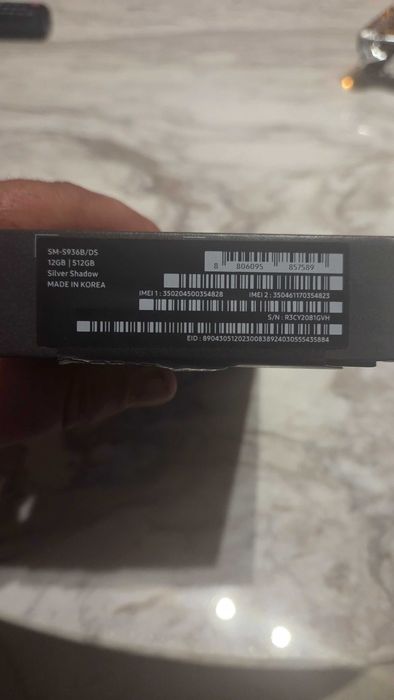 SM-S936B/DS
12GB | 512GB
Silver Shadow
MADE IN KOREA
8 806095 857589
IMEI 1 : 350204500354828 IMEI 2 : 350461170354823
S/N : R3CY2081GVH
EID : 89043051202300838924030555435884